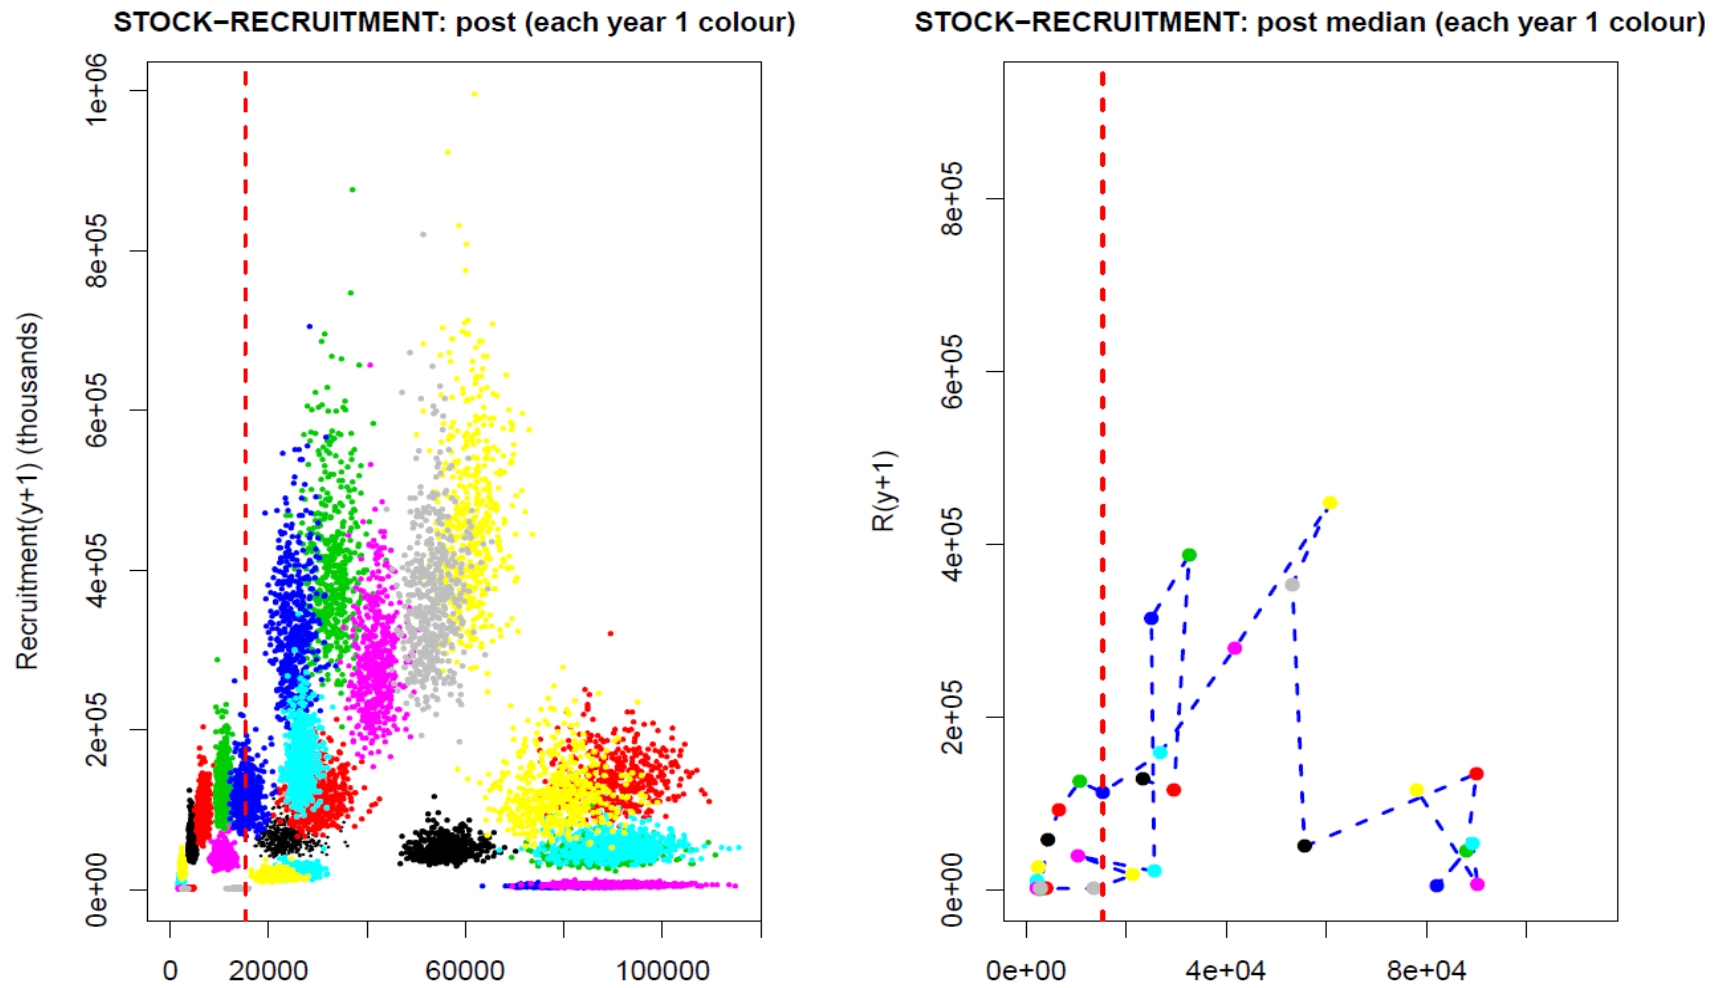 STOCK−RECRUITMENT: post (each year 1 colour)
Recruitment(y+1) (thousands)
1e+06
8e+05
6e+05
4e+05
2e+05
0e+00
0 20000 60000 100000
STOCK−RECRUITMENT: post median (each year 1 colour)
R(y+1)
8e+05
6e+05
4e+05
2e+05
0e+00
0e+00 4e+04 8e+04